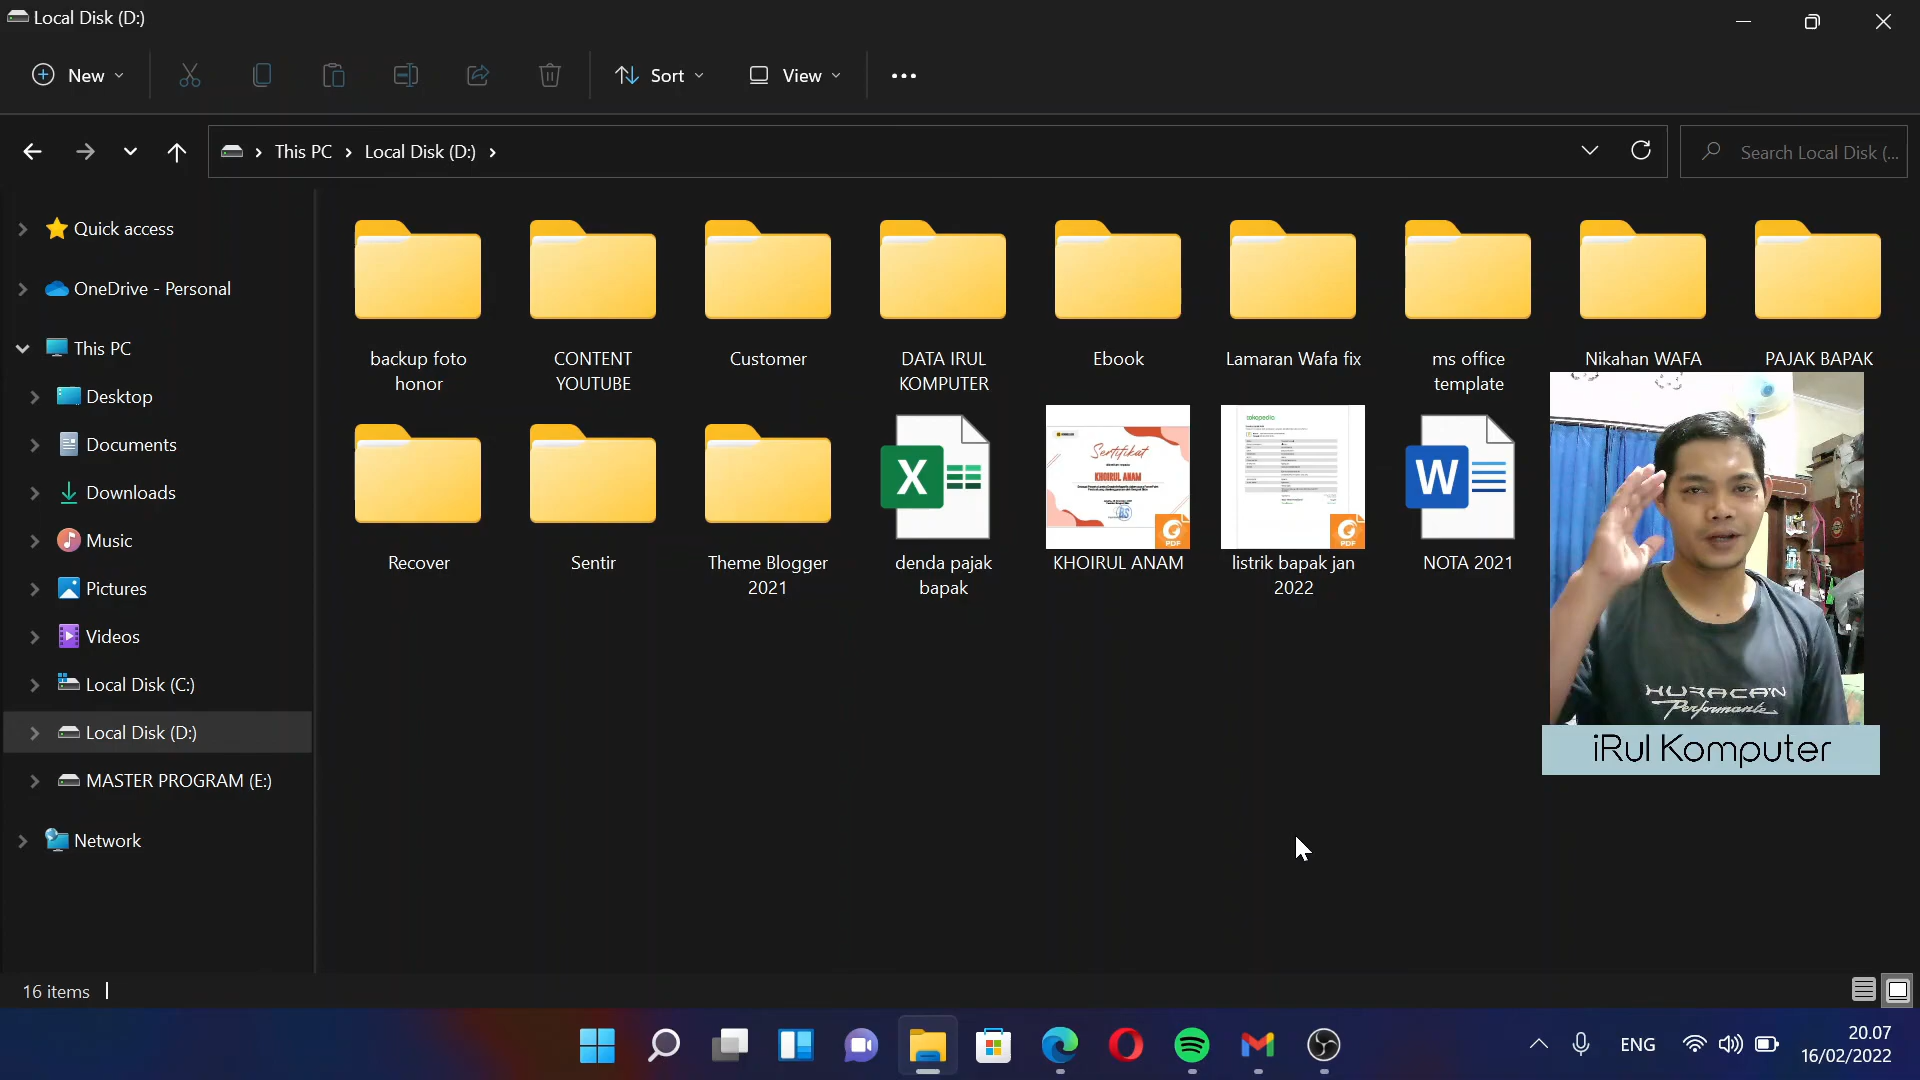 Local Disk (D:)
New
Sort
View
This PC
Local Disk (D:)
Search Local Disk (...
Quick access
OneDrive - Personal
This PC
Desktop
Documents
Downloads
Music
Pictures
Videos
Local Disk (C:)
Local Disk (D:)
MASTER PROGRAM (E:)
Network
backup foto
honor
CONTENT
YOUTUBE
Customer
DATA IRUL
KOMPUTER
Ebook
Lamaran Wafa fix
ms office
template
Nikahan WAFA
PAJAK BAPAK
Recover
Sentir
Theme Blogger
2021
X
denda pajak
bapak
Sertifikat
KHOIRUL ANAM
PDF
KHOIRUL ANAM
tokopedia
PDF
listrik bapak jan
2022
W
NOTA 2021
HURACAN
Performante
iRul Komputer
16 items
ENG
20.07
16/02/2022